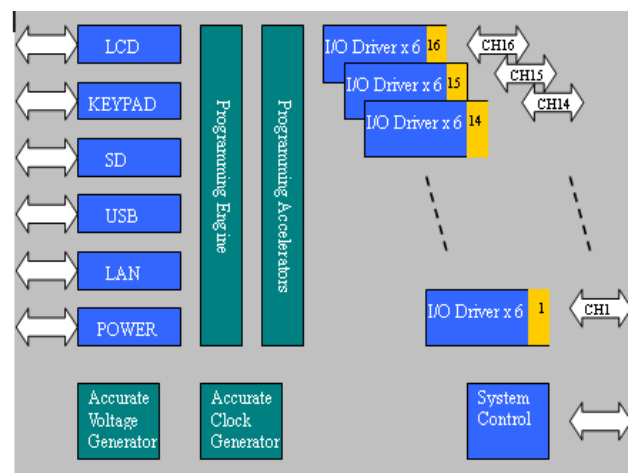 LCD
KEYPAD
SD
USB
LAN
POWER
Programming Engine
Programming Accelerators
I/O Driver x 6 16
CH16
I/O Driver x 6 15
CH15
I/O Driver x 6 14
CH14
I/O Driver x 6 1
CH1
Accurate
Voltage
Generator
Accurate
Clock
Generator
System
Control